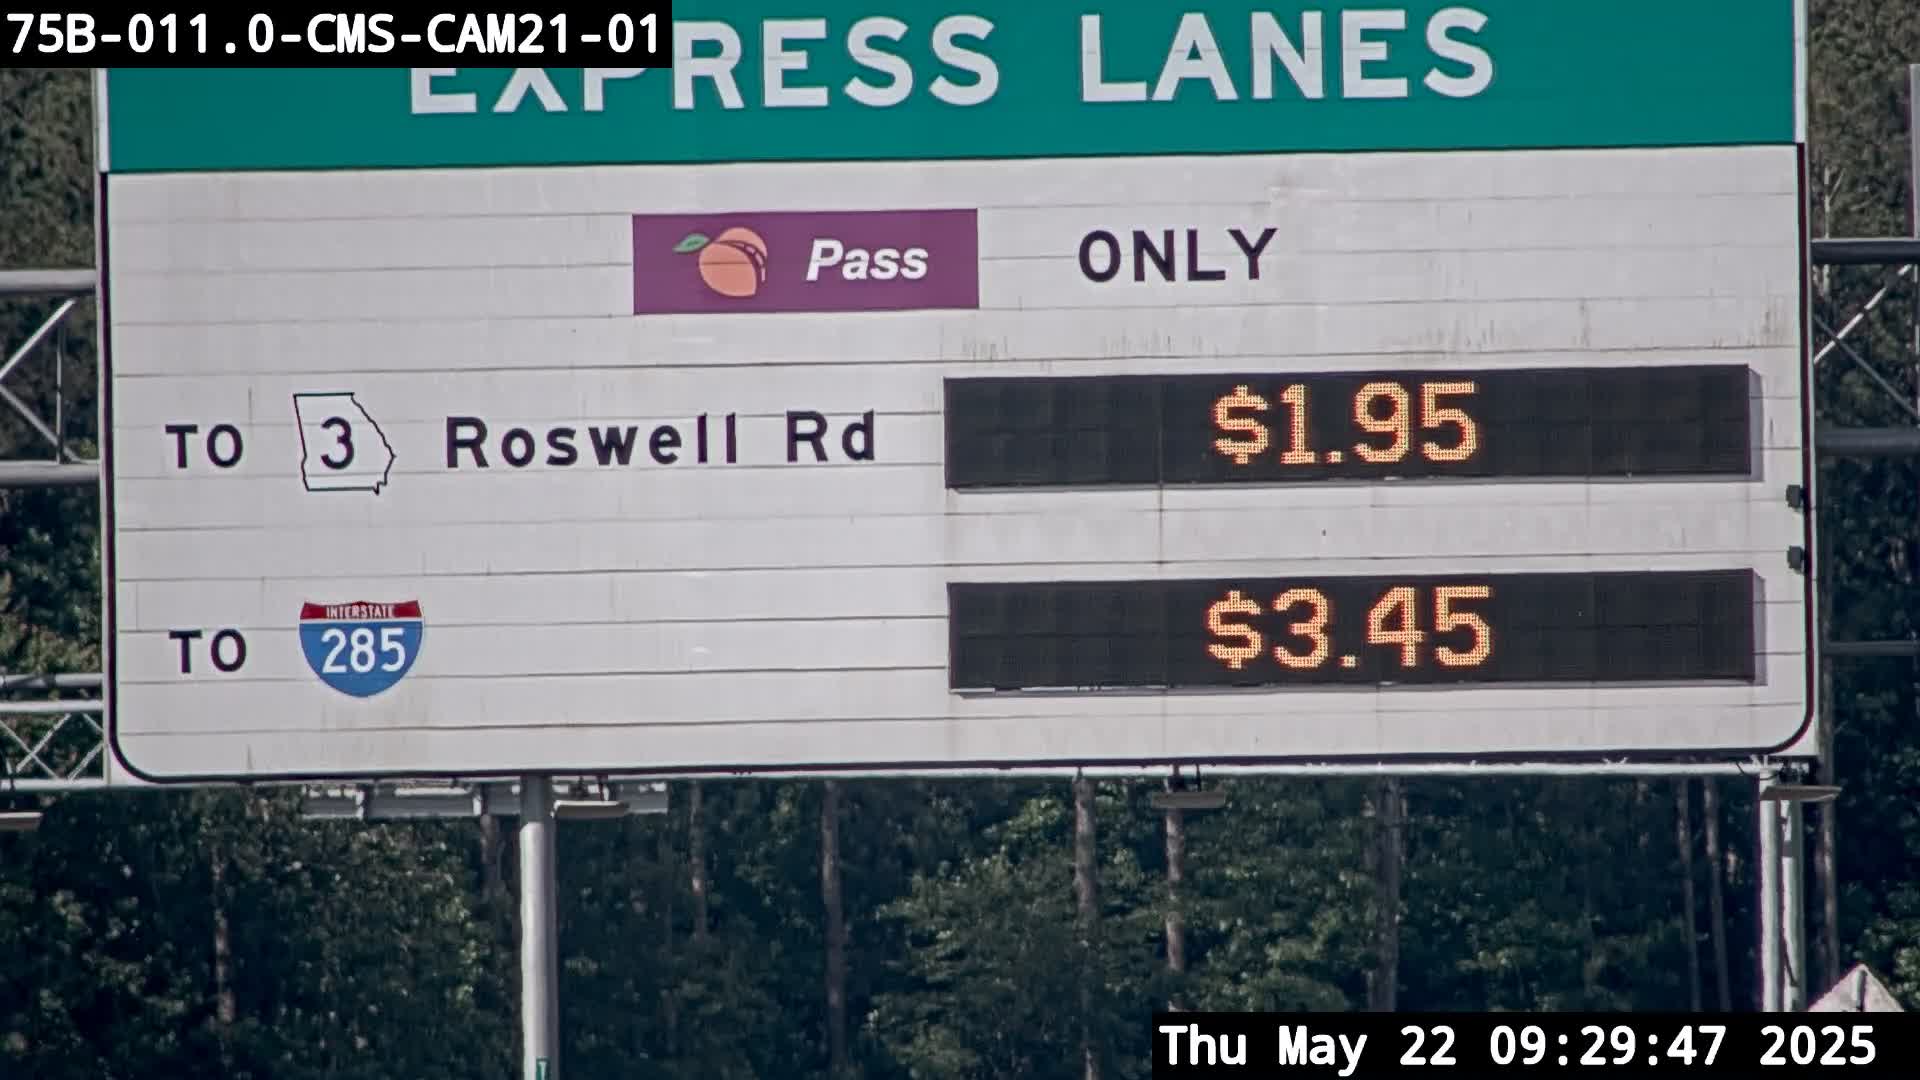 75B-011.0-CMS-CAM21-01
EXPRESS LANES
Pass ONLY
TO 3 Roswell Rd $1.95
INTERSTATE
TO 285 $3.45
Thu May 22 09:29:47 2025